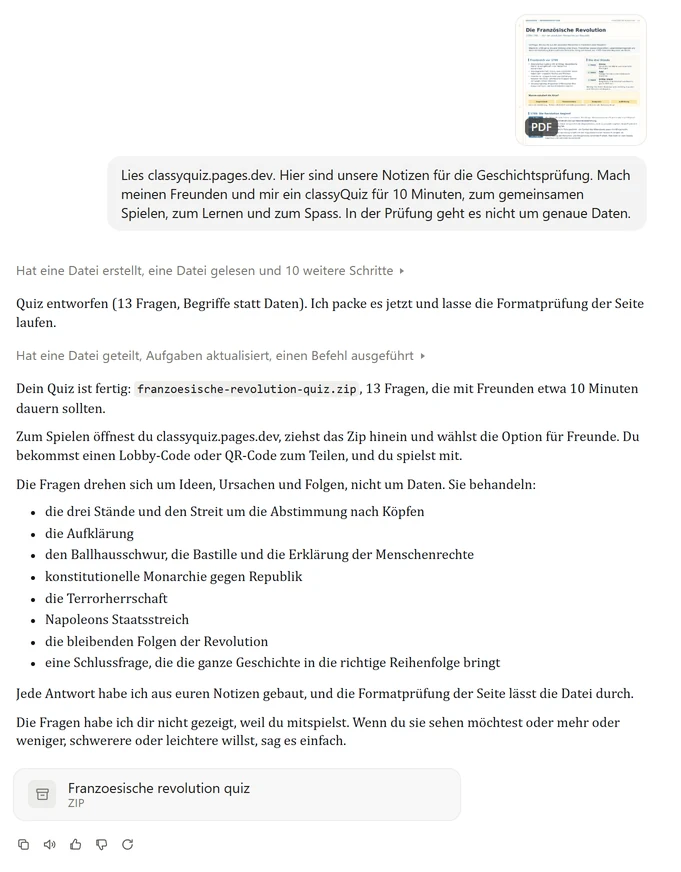 Die Französische Revolution
PDF
Lies classyquiz.pages.dev. Hier sind unsere Notizen für die Geschichtsprüfung. Mach
meinen Freunden und mir ein classyQuiz für 10 Minuten, zum gemeinsamen
Spielen, zum Lernen und zum Spass. In der Prüfung geht es nicht um genaue Daten.
Hat eine Datei erstellt, eine Datei gelesen und 10 weitere Schritte
Quiz entworfen (13 Fragen, Begriffe statt Daten). Ich packe es jetzt und lasse die Formatprüfung der Seite
laufen.
Hat eine Datei geteilt, Aufgaben aktualisiert, einen Befehl ausgeführt
Dein Quiz ist fertig: franzoesische-revolution-quiz.zip, 13 Fragen, die mit Freunden etwa 10 Minuten
dauern sollten.
Zum Spielen öffnest du classyquiz.pages.dev, ziehst das Zip hinein und wählst die Option für Freunde. Du
bekommst einen Lobby-Code oder QR-Code zum Teilen, und du spielst mit.
Die Fragen drehen sich um Ideen, Ursachen und Folgen, nicht um Daten. Sie behandeln:
• die drei Stände und den Streit um die Abstimmung nach Köpfen
• die Aufklärung
• den Ballhausschwur, die Bastille und die Erklärung der Menschenrechte
• konstitutionelle Monarchie gegen Republik
• die Terrorherrschaft
• Napoleons Staatsstreich
• die bleibenden Folgen der Revolution
• eine Schlussfrage, die die ganze Geschichte in die richtige Reihenfolge bringt
Jede Antwort habe ich aus euren Notizen gebaut, und die Formatprüfung der Seite lässt die Datei durch.
Die Fragen habe ich dir nicht gezeigt, weil du mitspielst. Wenn du sie sehen möchtest oder mehr oder
weniger, schwerere oder leichtere willst, sag es einfach.
Franzoesische revolution quiz
ZIP